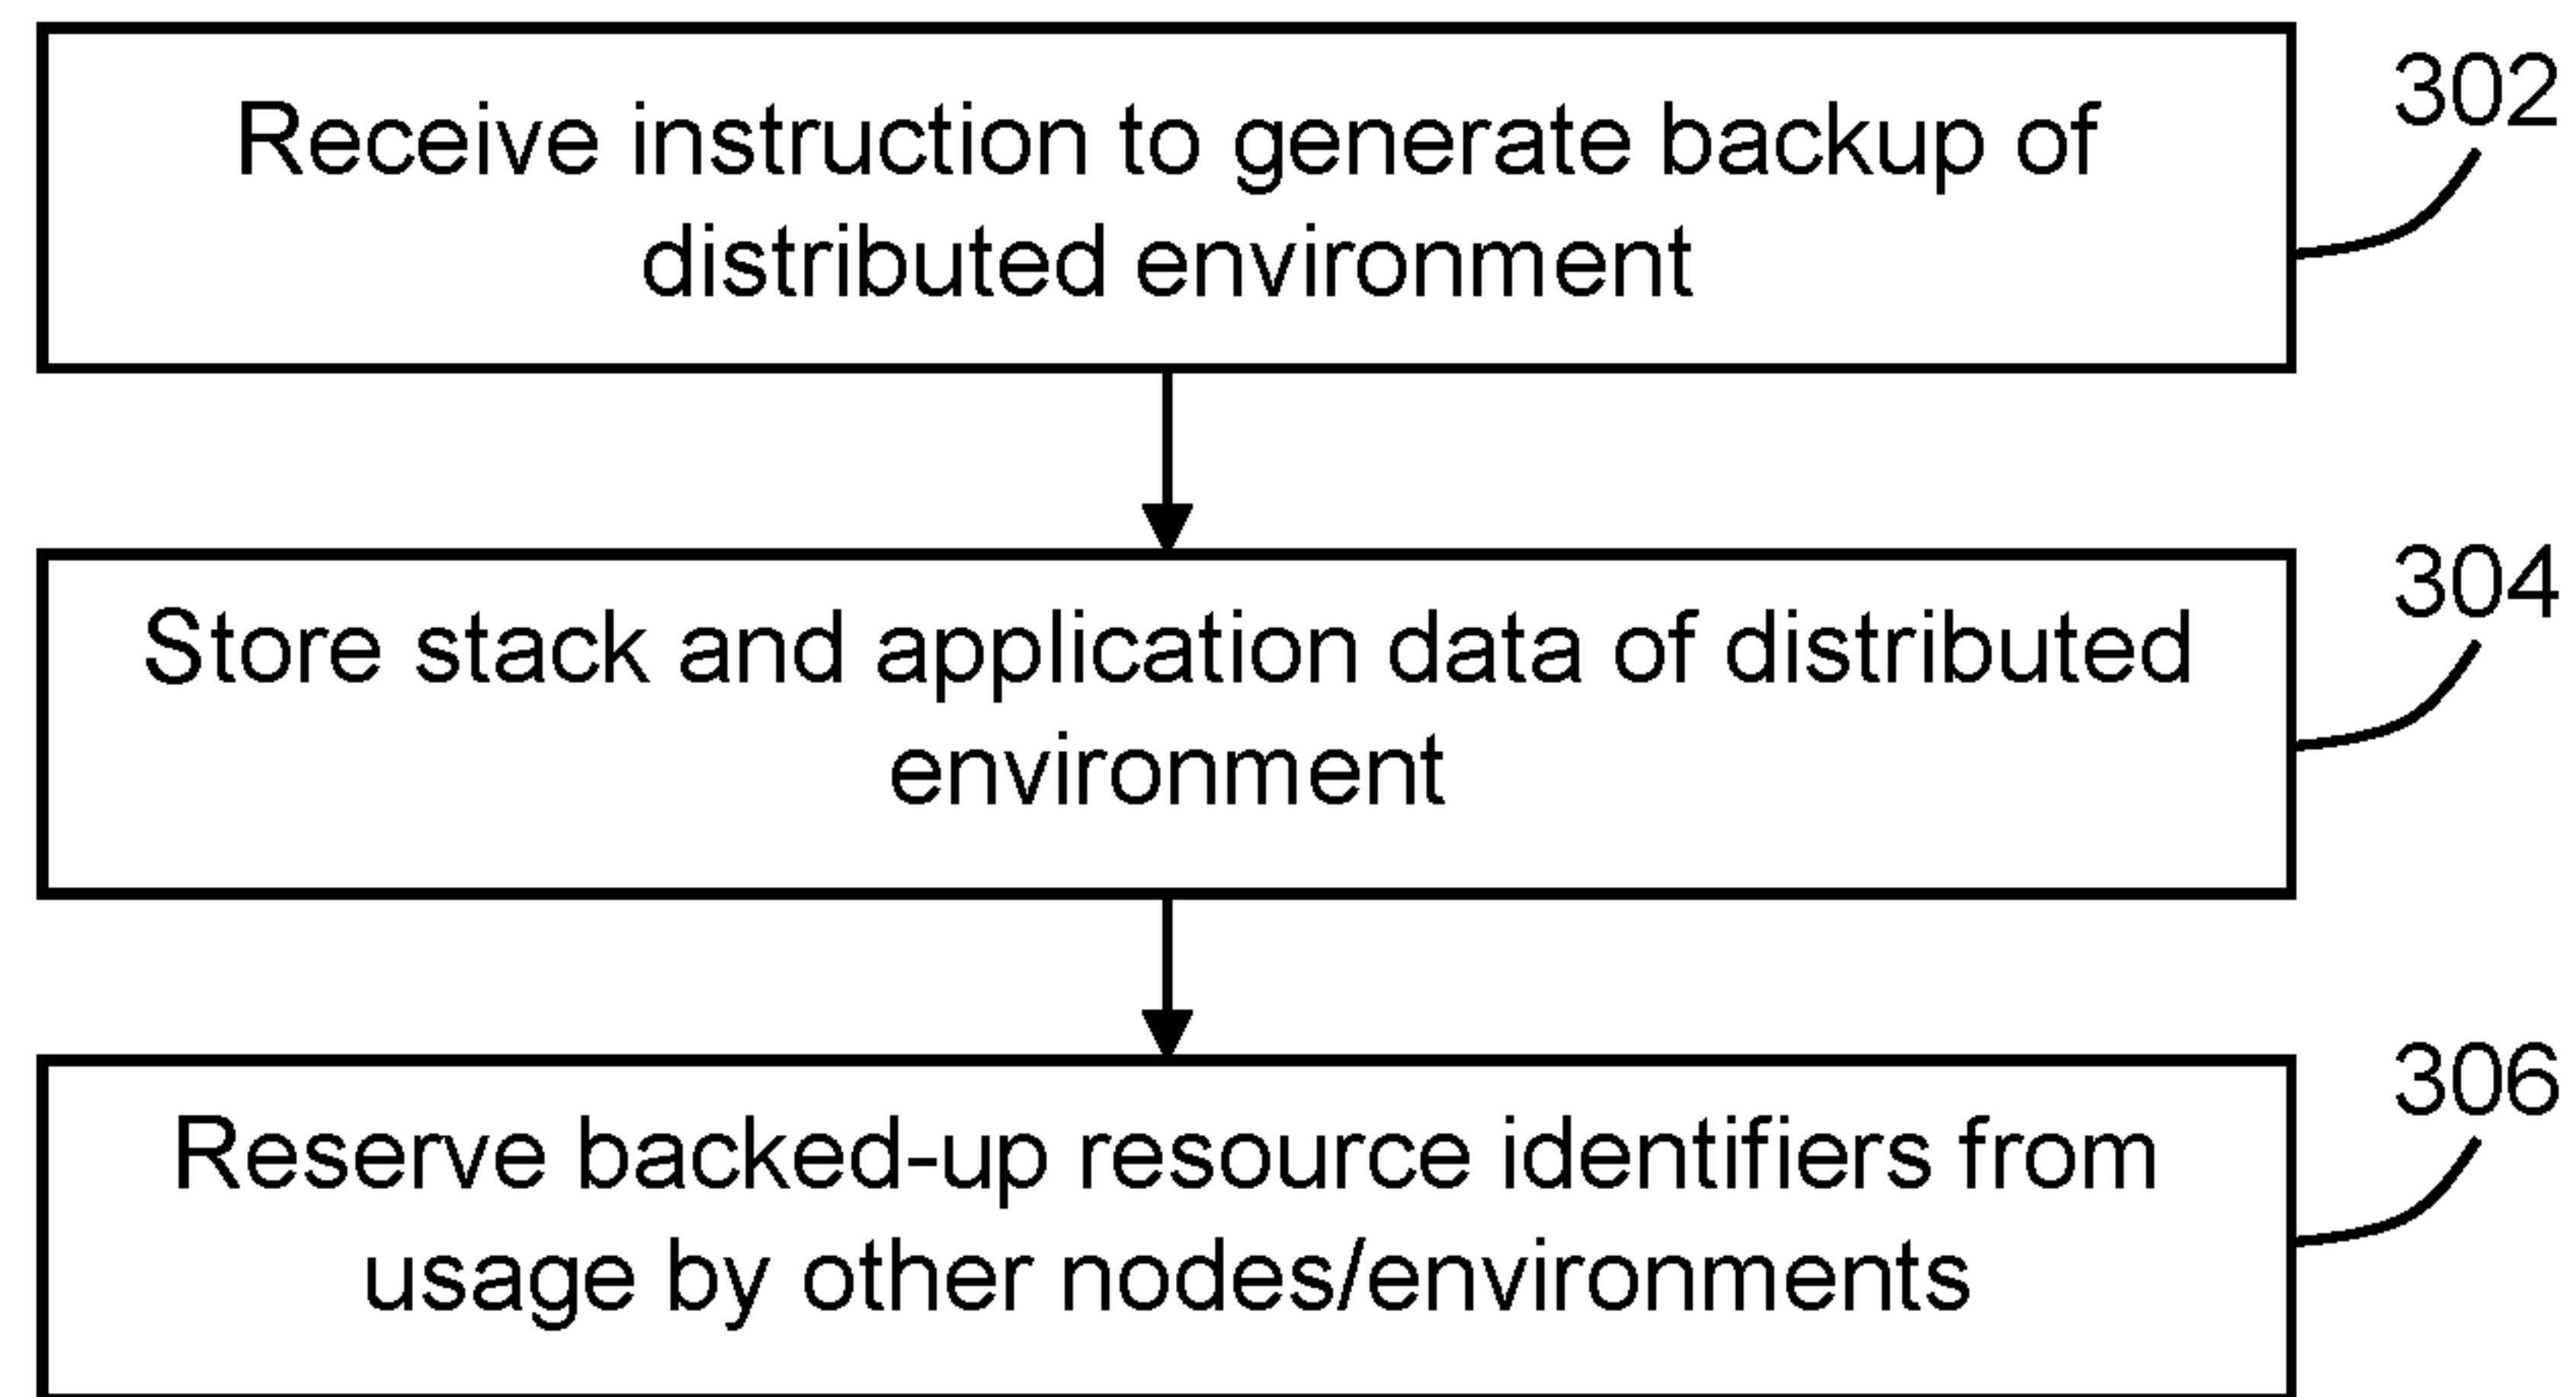 Receive instruction to generate backup of
distributed environment
302
Store stack and application data of distributed
environment
304
Reserve backed-up resource identifiers from
usage by other nodes/environments
306